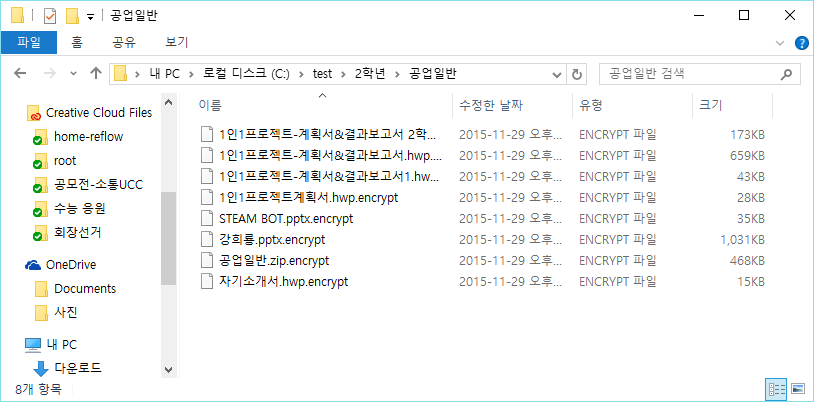 공업일반
파일 홈 공유 보기
내 PC 로컬 디스크 (C:) test 2학년 공업일반 공업일반 검색
Creative Cloud Files
home-reflow
root
공모전-소통UCC
수능 응원
회장선거
OneDrive
Documents
사진
내 PC
다운로드
이름 수정한 날짜 유형 크기
1인1프로젝트-계획서&결과보고서 2학... 2015-11-29 오후... ENCRYPT 파일 173KB
1인1프로젝트-계획서&결과보고서.hwp.... 2015-11-29 오후... ENCRYPT 파일 659KB
1인1프로젝트-계획서&결과보고서1.hw... 2015-11-29 오후... ENCRYPT 파일 43KB
1인1프로젝트계획서.hwp.encrypt 2015-11-29 오후... ENCRYPT 파일 28KB
STEAM BOT.pptx.encrypt 2015-11-29 오후... ENCRYPT 파일 35KB
강희룡.pptx.encrypt 2015-11-29 오후... ENCRYPT 파일 1,031KB
공업일반.zip.encrypt 2015-11-29 오후... ENCRYPT 파일 468KB
자기소개서.hwp.encrypt 2015-11-29 오후... ENCRYPT 파일 15KB
8개 항목